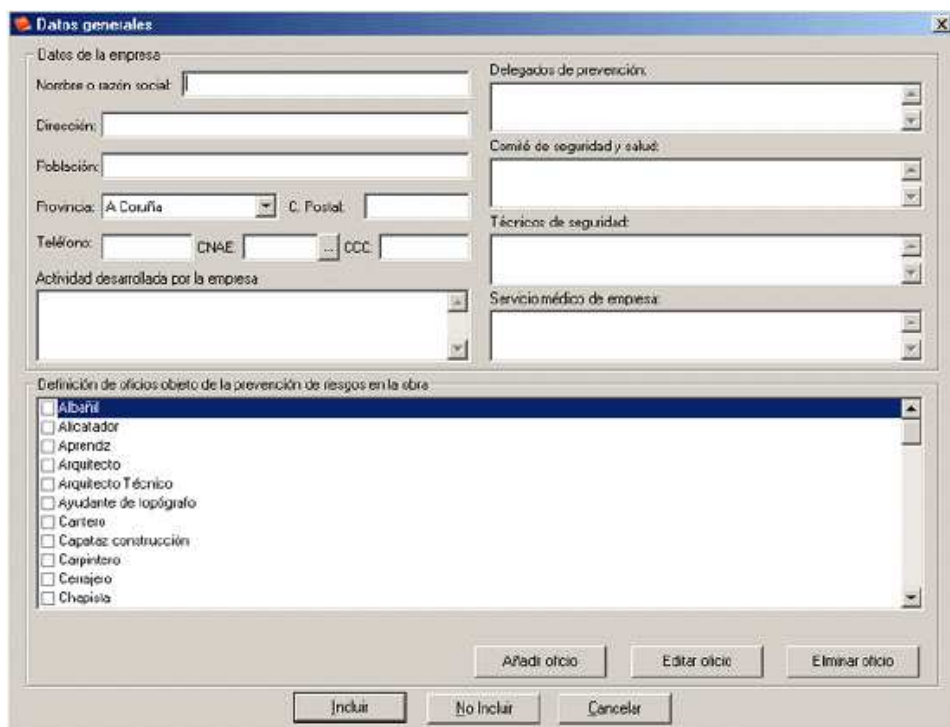 Datos generales
Datos de la empresa
Nombre o razón social:
Dirección:
Población:
Provincia: A Coruña C. Postal:
Teléfono: CNAE: ... CCC:
Actividad desarrollada por la empresa
Delegados de prevención:
Comité de seguridad y salud:
Técnicos de seguridad:
Servicio médico de empresa:
Definición de oficios objeto de la prevención de riesgos en la obra
Albañil
Alicatador
Aprendiz
Arquitecto
Arquitecto Técnico
Ayudante de topógrafo
Cantero
Capataz construcción
Carpintero
Cerrajero
Chapista
Añadir oficio Editar oficio Eliminar oficio
Incluir No Incluir Cancelar